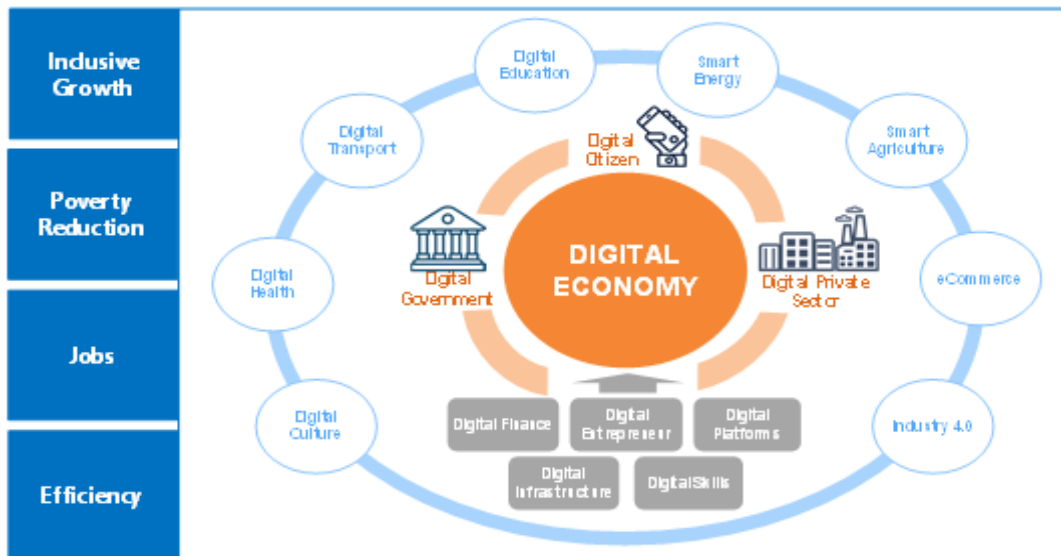 Inclusive
Growth
Poverty
Reduction
Jobs
Efficiency
Digital
Education
Smart
Energy
Digital
Transport
Smart
Agriculture
Digital
Health
eCommerce
Digital
Culture
Industry 4.0
Digital
Citizen
Digital
Government
Digital Private
Sector
DIGITAL
ECONOMY
Digital Finance
Digital
Entrepreneur
Digital
Platforms
Digital
Infrastructure
Digital Skills